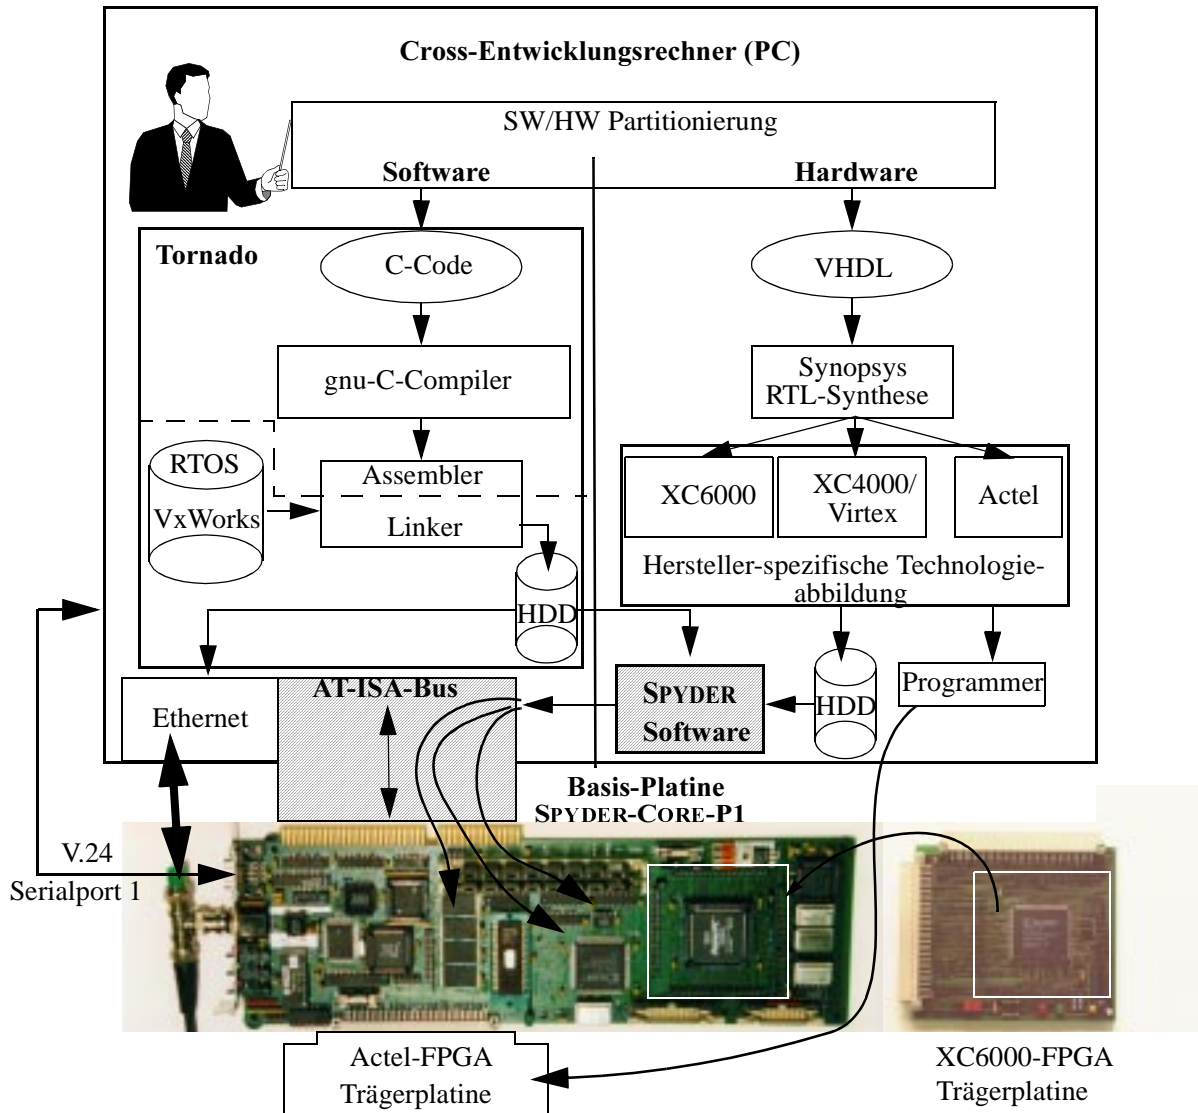 Cross-Entwicklungsrechner (PC)
SW/HW Partitionierung
Software
Hardware
Tornado
C-Code
VHDL
gnu-C-Compiler
Synopsys
RTL-Synthese
RTOS
VxWorks
Assembler
Linker
XC6000
XC4000/
Virtex
Actel
Hersteller-spezifische Technologie-
abbildung
HDD
AT-ISA-Bus
Ethernet
SPYDER
Software
HDD
Programmer
Basis-Platine
SPYDER-CORE-P1
V.24
Serialport 1
Actel-FPGA
Trägerplatine
XC6000-FPGA
Trägerplatine